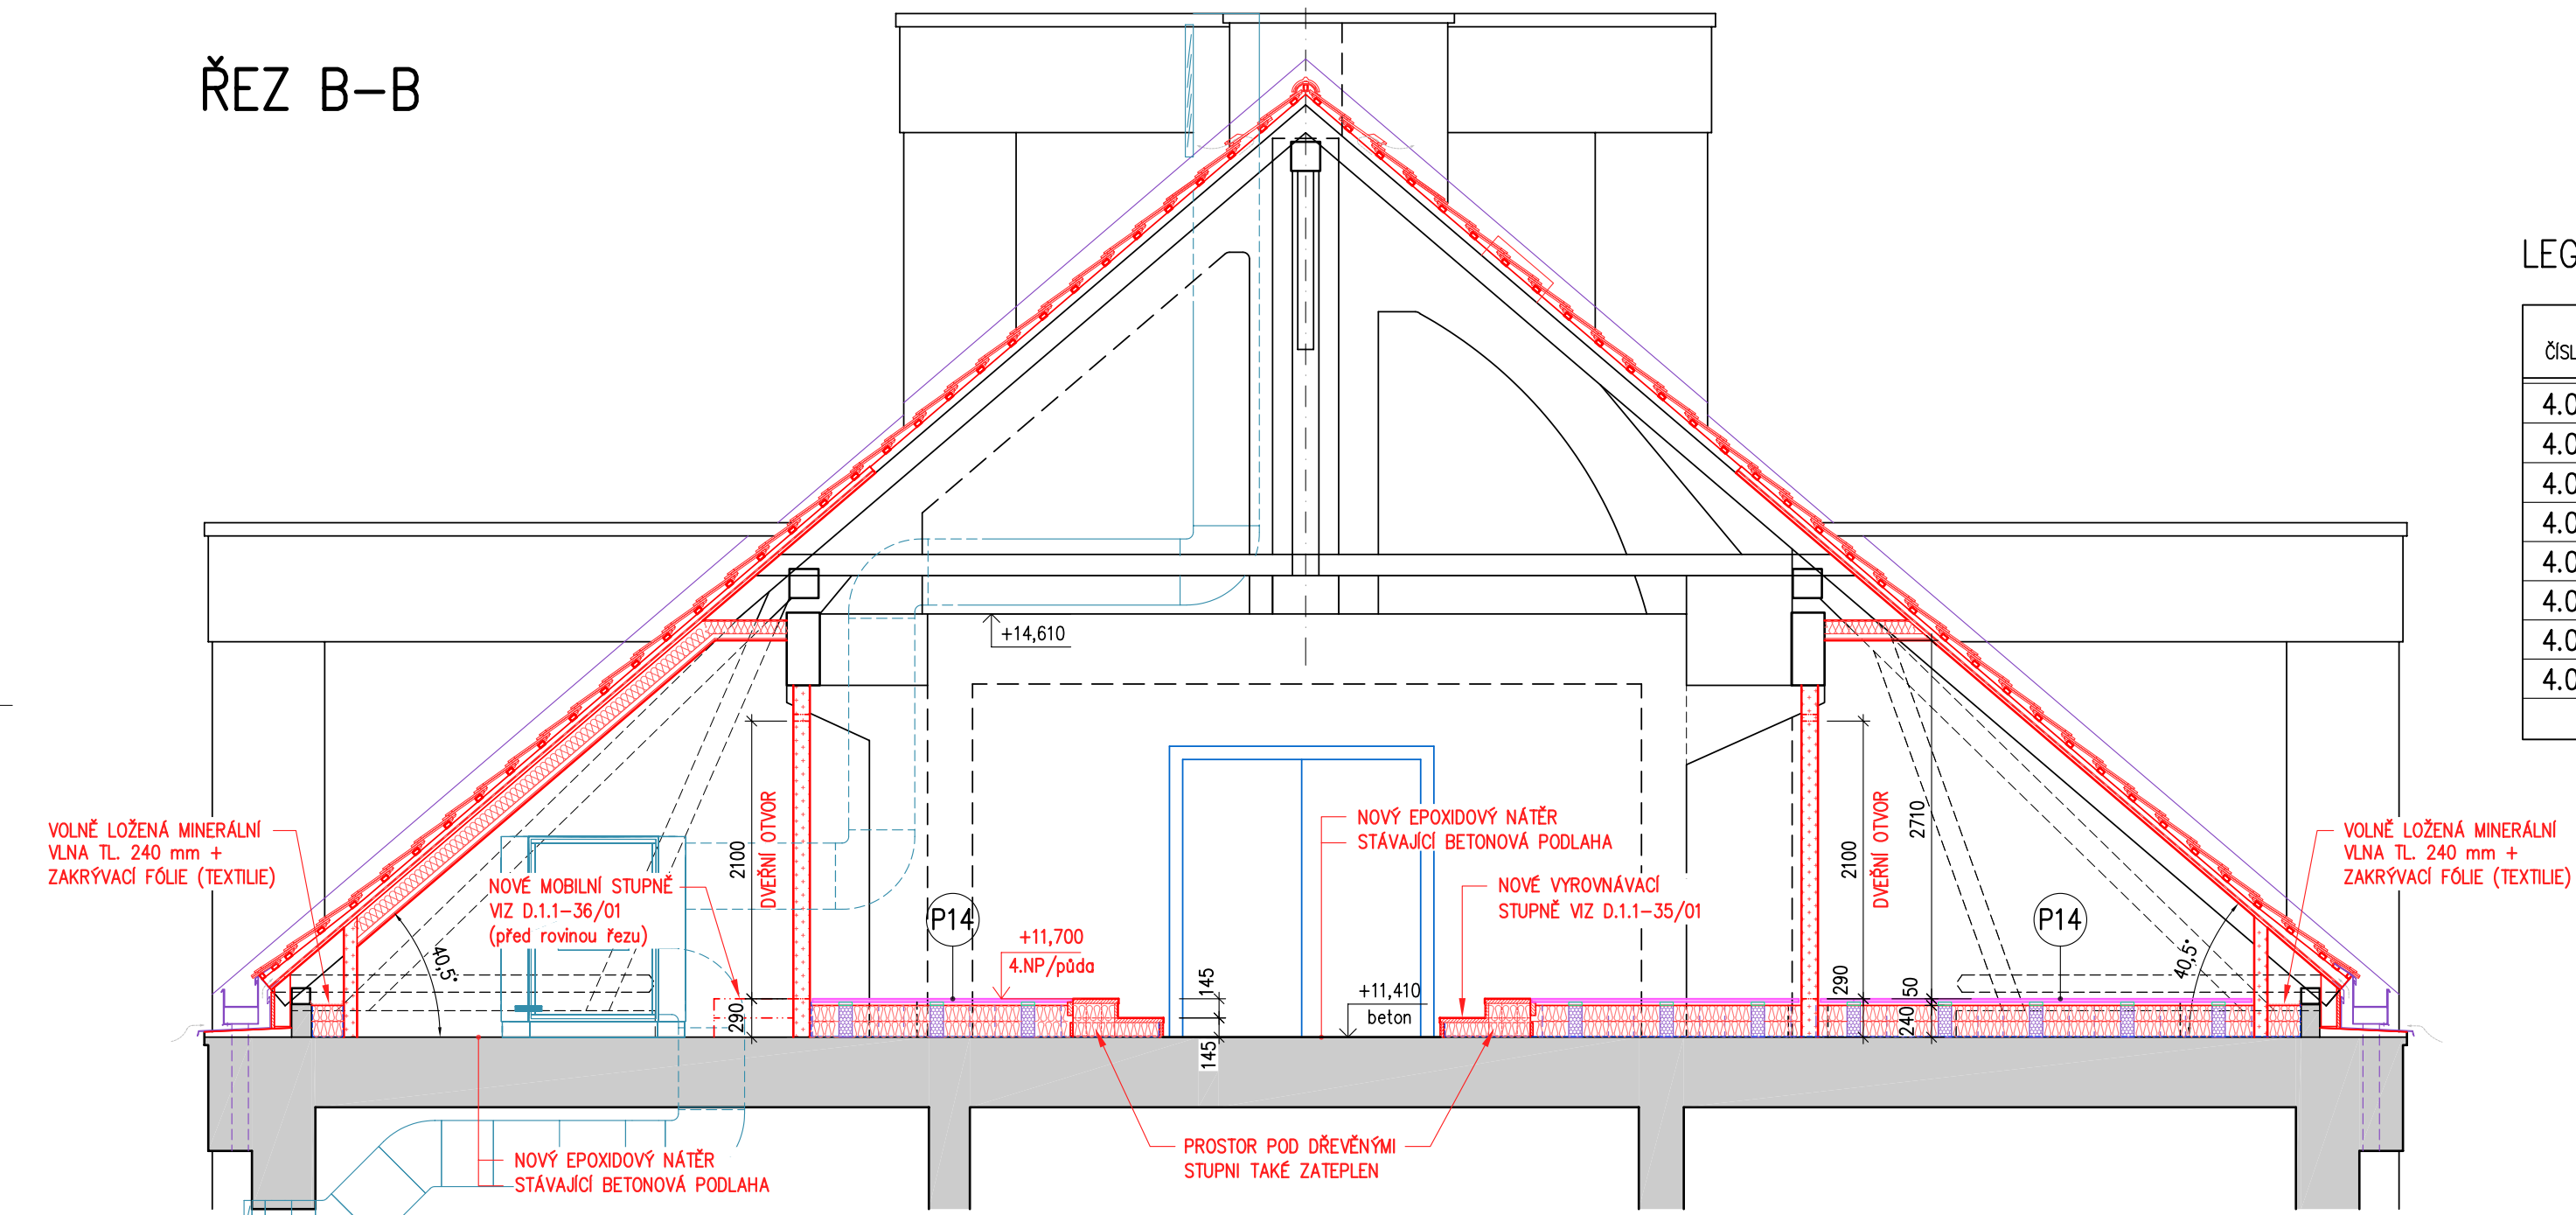 ŘEZ B–B
LEG
ČÍSL
4.0
4.0
4.0
4.0
4.0
4.0
4.0
4.0
+14,610
VOLNĚ LOŽENÁ MINERÁLNÍ
VLNA TL. 240 mm +
ZAKRÝVACÍ FÓLIE (TEXTILIE)
NOVÉ MOBILNÍ STUPNĚ
VIZ D.1.1–36/01
(před rovinou řezu)
40,5°
2100
DVEŘNÍ OTVOR
290
P14
+11,700
4.NP/půda
145
145
+11,410
beton
NOVÝ EPOXIDOVÝ NÁTĚR
STÁVAJÍCÍ BETONOVÁ PODLAHA
NOVÉ VYROVNÁVACÍ
STUPNĚ VIZ D.1.1–35/01
2100
DVEŘNÍ OTVOR
290
2710
50
240
P14
40,5°
VOLNĚ LOŽENÁ MINERÁLNÍ
VLNA TL. 240 mm +
ZAKRÝVACÍ FÓLIE (TEXTILIE)
NOVÝ EPOXIDOVÝ NÁTĚR
STÁVAJÍCÍ BETONOVÁ PODLAHA
PROSTOR POD DŘEVĚNÝMI
STUPNI TAKÉ ZATEPLEN